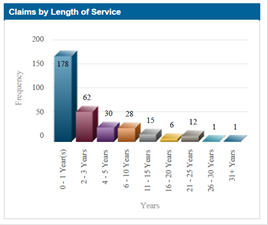 Claims by Length of Service
200
150
100
50
0
Frequency
178
62
30
28
15
6
12
1
1
0 - 1 Year(s)
2 - 3 Years
4 - 5 Years
6 - 10 Years
11 - 15 Years
16 - 20 Years
21 - 25 Years
26 - 30 Years
31+ Years
Years